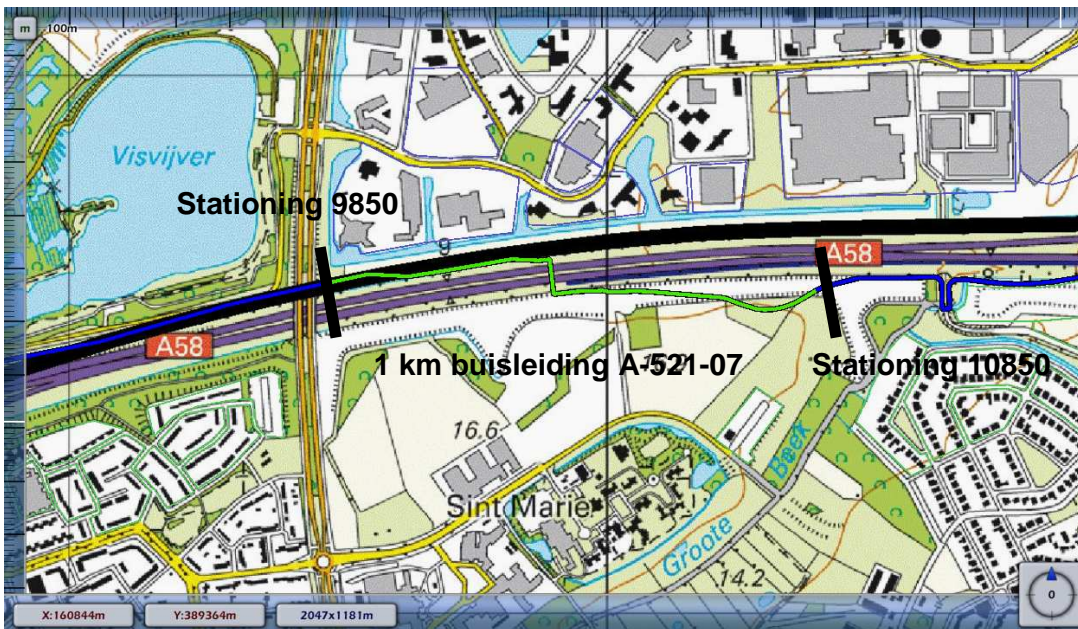 m 100m
Visvijver
Stationing 9850
g
A58
A58
1 km buisleiding A-521-07
Stationing 10850
16.6
Beek
Sint Marie
Groote
14.2
X:160844m Y:389364m 2047x1181m
0